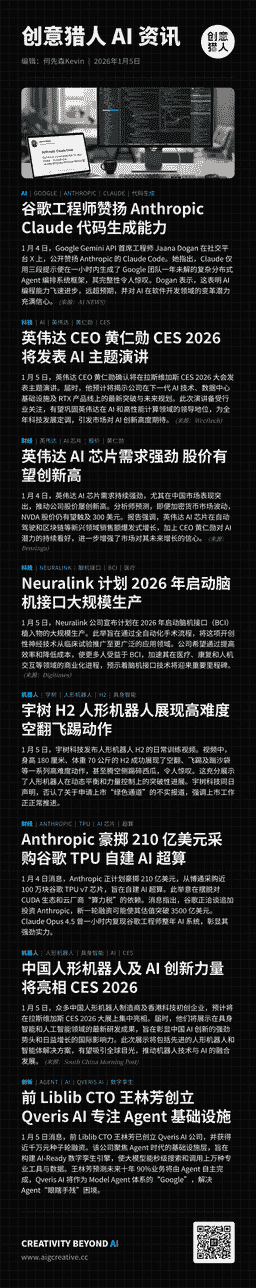 创意猎人 AI 资讯
创意
猎人
编辑：何先森Kevin | 2026年1月5日
AI | GOOGLE | ANTHROPIC | CLAUDE | 代码生成
谷歌工程师赞扬 Anthropic
Claude 代码生成能力
1 月 4 日，Google Gemini API 首席工程师 Jaana Dogan 在社交平
台 X 上，公开赞扬 Anthropic 的 Claude Code。她指出，Claude 仅
用三段提示便在一小时内生成了 Google 团队一年未解的复杂分布式
Agent 编排系统框架，其完整性令人惊叹。Dogan 表示，这表明 AI
编程能力飞速进步，远超预期，并对 AI 在软件开发领域的变革潜力
充满信心。（来源：AI NEWS）
科技 | AI | 英伟达 | 黄仁勋 | CES
英伟达 CEO 黄仁勋 CES 2026
将发表 AI 主题演讲
1 月 5 日，英伟达 CEO 黄仁勋确认将在拉斯维加斯 CES 2026 大会发
表主题演讲。届时，他预计将揭示公司在下一代 AI 技术、数据中心
基础设施及 RTX 产品线上的最新突破与未来规划。此次演讲备受行
业关注，有望巩固英伟达在 AI 和高性能计算领域的领导地位，为全
年科技发展定调，引发市场对 AI 创新高度期待。（来源：Wccftech）
财经 | 英伟达 | AI 芯片 | 股价 | 黄仁勋
英伟达 AI 芯片需求强劲 股价有
望创新高
1 月 4 日，英伟达 AI 芯片需求持续强劲，尤其在中国市场表现突
出，推动公司股价屡创新高。分析师预测，即便加密货币市场波动，
NVDA 股价仍有望触及 300 美元。报告强调，英伟达 AI 芯片在自动
驾驶和区块链等新兴领域销额爆发式增长，加上 CEO 黄仁勋对 AI
潜力的持续看好，进一步增强了市场对其未来增长的信心。（来源：
Benzinga）
科技 | NEURALINK | 脑机接口 | BCI | 医疗
Neuralink 计划 2026 年启动脑
机接口大规模生产
1 月 5 日，Neuralink 公司宣布计划在 2026 年启动脑机接口（BCI）
植入物的大规模生产。此举旨在通过全自动化手术流程，将这项开创
性神经技术从临床试验推广至更广泛的应用领域。公司希望通过提高
效率和降低成本，使更多人受益于 BCI，加速其在医疗、康复和人机
交互等领域的商业化进程，预示着脑机接口技术将迎来重要里程碑。
（来源：Digitimes）
机器人 | 宇树 | 人形机器人 | H2 | 具身智能
宇树 H2 人形机器人展现高难度
空翻飞踢动作
1 月 5 日，宇树科技发布人形机器人 H2 的日常训练视频。视频中，
身高 180 厘米、体重 70 公斤的 H2 成功展现了空翻、飞踢及踢沙袋
等一系列高难度动作，甚至腾空侧踢碎西瓜，令人惊叹。这充分展示
了人形机器人在动态平衡和力量控制上的突破性进展。宇树科技同日
声明，否认了关于申请上市“绿色通道”的不实报道，强调上市工作
正正常推进。
财经 | ANTHROPIC | TPU | AI 芯片 | 超算
Anthropic 豪掷 210 亿美元采
购谷歌 TPU 自建 AI 超算
1 月 4 日消息，Anthropic 正计划豪掷 210 亿美元，从博通采购近
100 万块谷歌 TPU v7 芯片，旨在自建 AI 超算。此举意在摆脱对
CUDA 生态和云厂商“算力税”的依赖。消息指出，谷歌正洽谈追加
投资 Anthropic，新一轮融资可能使其估值突破 3500 亿美元。
Claude Opus 4.5 曾一小时内复现谷歌工程师整年 AI 系统，彰显其
强劲实力。
机器人 | 人形机器人 | 具身智能 | AI | CES
中国人形机器人及 AI 创新力量
将亮相 CES 2026
1 月 5 日，众多中国人形机器人制造商及香港科技初创企业，预计将
在拉斯维加斯 CES 2026 大展上集中亮相。届时，他们将展示在具身
智能和人工智能领域的最新研发成果，旨在彰显中国 AI 创新的强劲
势头和日益增长的国际影响力。此次展示将包括先进的人形机器人和
智能体解决方案，有望吸引全球目光，推动机器人技术与 AI 的融合
发展。（来源：South China Morning Post）
创新 | AGENT | AI | QVERIS AI | 数字孪生
前 Liblib CTO 王林芳创立
Qveris AI 专注 Agent 基础设施
1 月 5 日消息，前 Liblib CTO 王林芳创立 Qveris AI 公司，并获得
近千万元种子轮融资。该公司聚焦 Agent 时代的基础设施层，旨在
构建 AI-Ready 数字孪生引擎，使大模型能秒级搜索和调用上万种专
业工具与数据。王林芳预测未来十年 90%业务将由 Agent 自主完
成，Qveris AI 将作为 Model Agent 体系的“Google”，解决
Agent“眼瞎手残”困境。
CREATIVITY BEYOND AI
www.aigcreative.cc